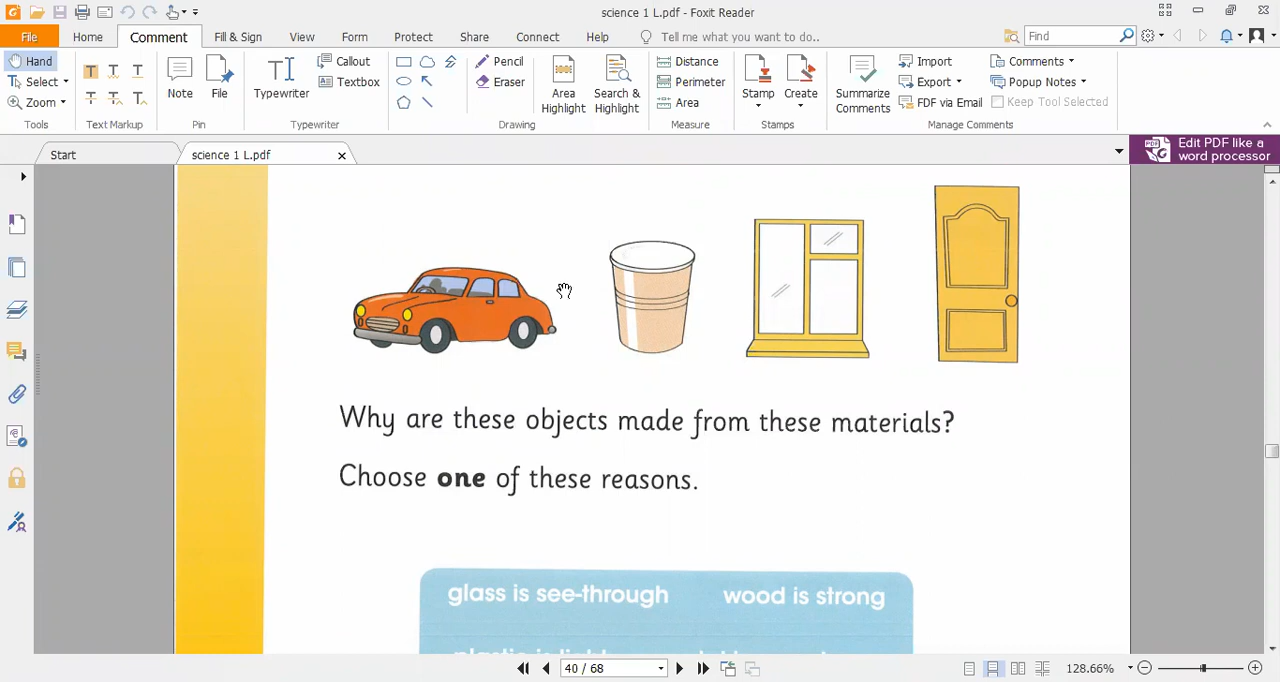 science 1 L.pdf - Foxit Reader
File Home Comment Fill & Sign View Form Protect Share Connect Help Tell me what you want to do.. Find
Hand
Select
Zoom
Tools
Text Markup
Note
File
Pin
Typewriter
Callout
Textbox
Typewriter
Pencil
Eraser
Area
Highlight
Search &
Highlight
Drawing
Distance
Perimeter
Area
Measure
Stamp
Create
Stamps
Summarize
Comments
Import
Export
FDF via Email
Comments
Popup Notes
Keep Tool Selected
Manage Comments
Start
science 1 L.pdf
Edit PDF like a
word processor
Why are these objects made from these materials?
Choose one of these reasons.
glass is see-through wood is strong
40 / 68
128.66%